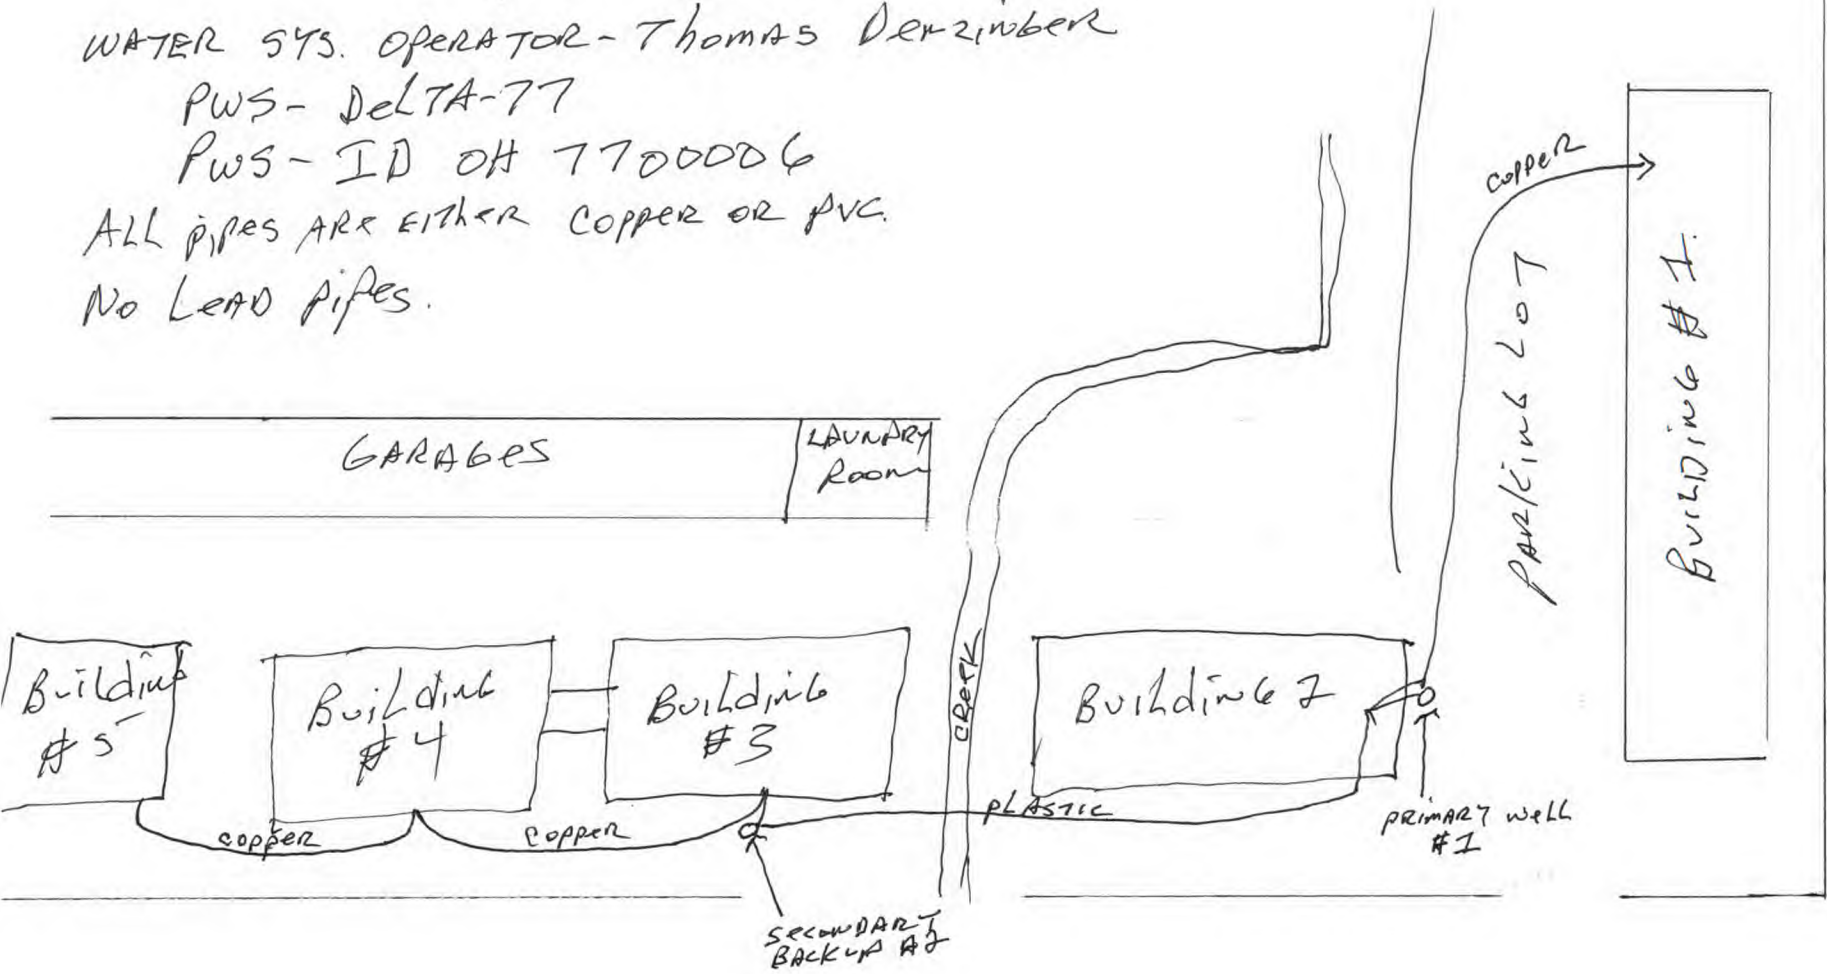 WATER SYS. OPERATOR - Thomas Derzinger
PWS - DELTA-77
PWS - ID OH 7700006
ALL PIPES ARE EITHER COPPER OR PVC.
NO LEAD PIPES.
COPPER
PARKING LOT
BUILDING # 1.
GARAGES
LAUNDRY
ROOM
BUILDING
# 5
BUILDING
# 4
BUILDING
# 3
CREEK
BUILDING 2
COPPER
COPPER
PLASTIC
PRIMARY WELL
# 1
SECONDARY
BACKUP #2